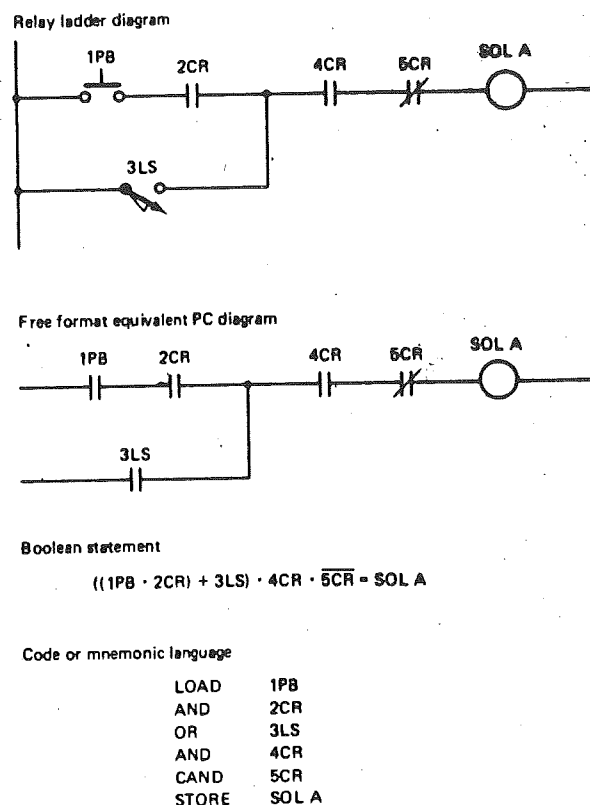 Relay ladder diagram
1PB
2CR
4CR
5CR
SOL A
3LS
Free format equivalent PC diagram
1PB
2CR
4CR
5CR
SOL A
3LS
Boolean statement
((1PB · 2CR) + 3LS) · 4CR · 5CR̅ = SOL A
Code or mnemonic language
LOAD 1PB
AND 2CR
OR 3LS
AND 4CR
CAND 5CR
STORE SOL A